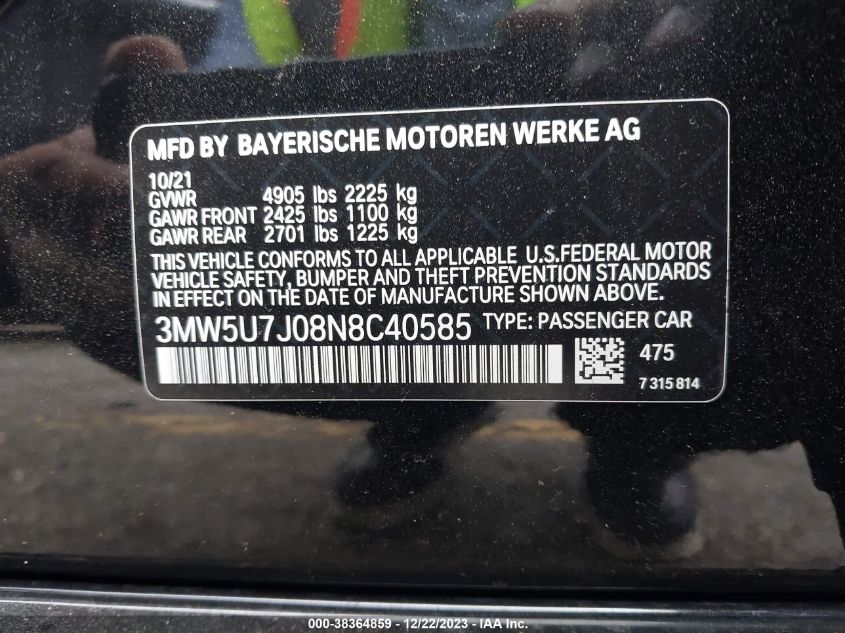 MFD BY BAYERISCHE MOTOREN WERKE AG
10/21
GVWR 4905 lbs 2225 kg
GAWR FRONT 2425 lbs 1100 kg
GAWR REAR 2701 lbs 1225 kg
THIS VEHICLE CONFORMS TO ALL APPLICABLE U.S.FEDERAL MOTOR
VEHICLE SAFETY, BUMPER AND THEFT PREVENTION STANDARDS
IN EFFECT ON THE DATE OF MANUFACTURE SHOWN ABOVE.
3MW5U7J08N8C40585 TYPE: PASSENGER CAR
475
7 315 814
000-38364859 - 12/22/2023 - IAA Inc.